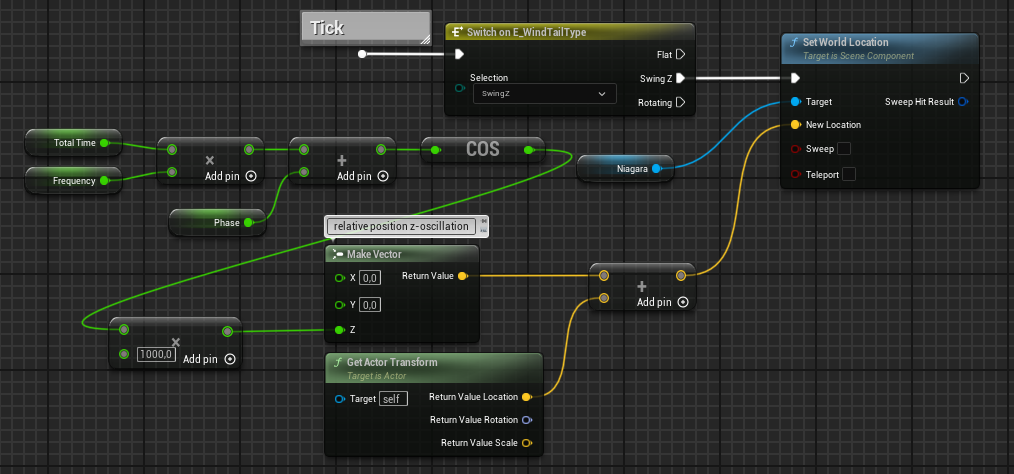 Tick
Switch on E_WindTailType
Flat
Selection
SwingZ
Swing Z
Rotating
Set World Location
Target is Scene Component
Target
Sweep Hit Result
New Location
Sweep
Teleport
Total Time
Frequency
×
Add pin
+
Add pin
COS
Niagara
Phase
relative position z-oscillation
Make Vector
X 0,0
Return Value
Y 0,0
Z
+
Add pin
×
1000,0
Add pin
Get Actor Transform
Target is Actor
Target self
Return Value Location
Return Value Rotation
Return Value Scale